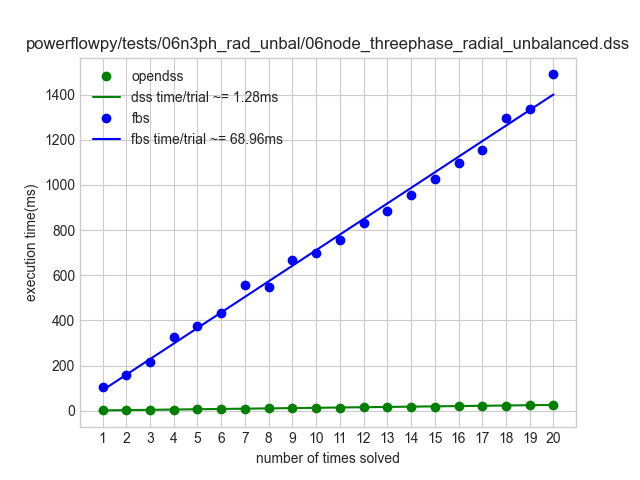 powerflowpy/tests/06n3ph_rad_unbal/06node_threephase_radial_unbalanced.dss
opendss
dss time/trial ~= 1.28ms
fbs
fbs time/trial ~= 68.96ms
execution time(ms)
1400
1200
1000
800
600
400
200
0
1 2 3 4 5 6 7 8 9 10 11 12 13 14 15 16 17 18 19 20
number of times solved